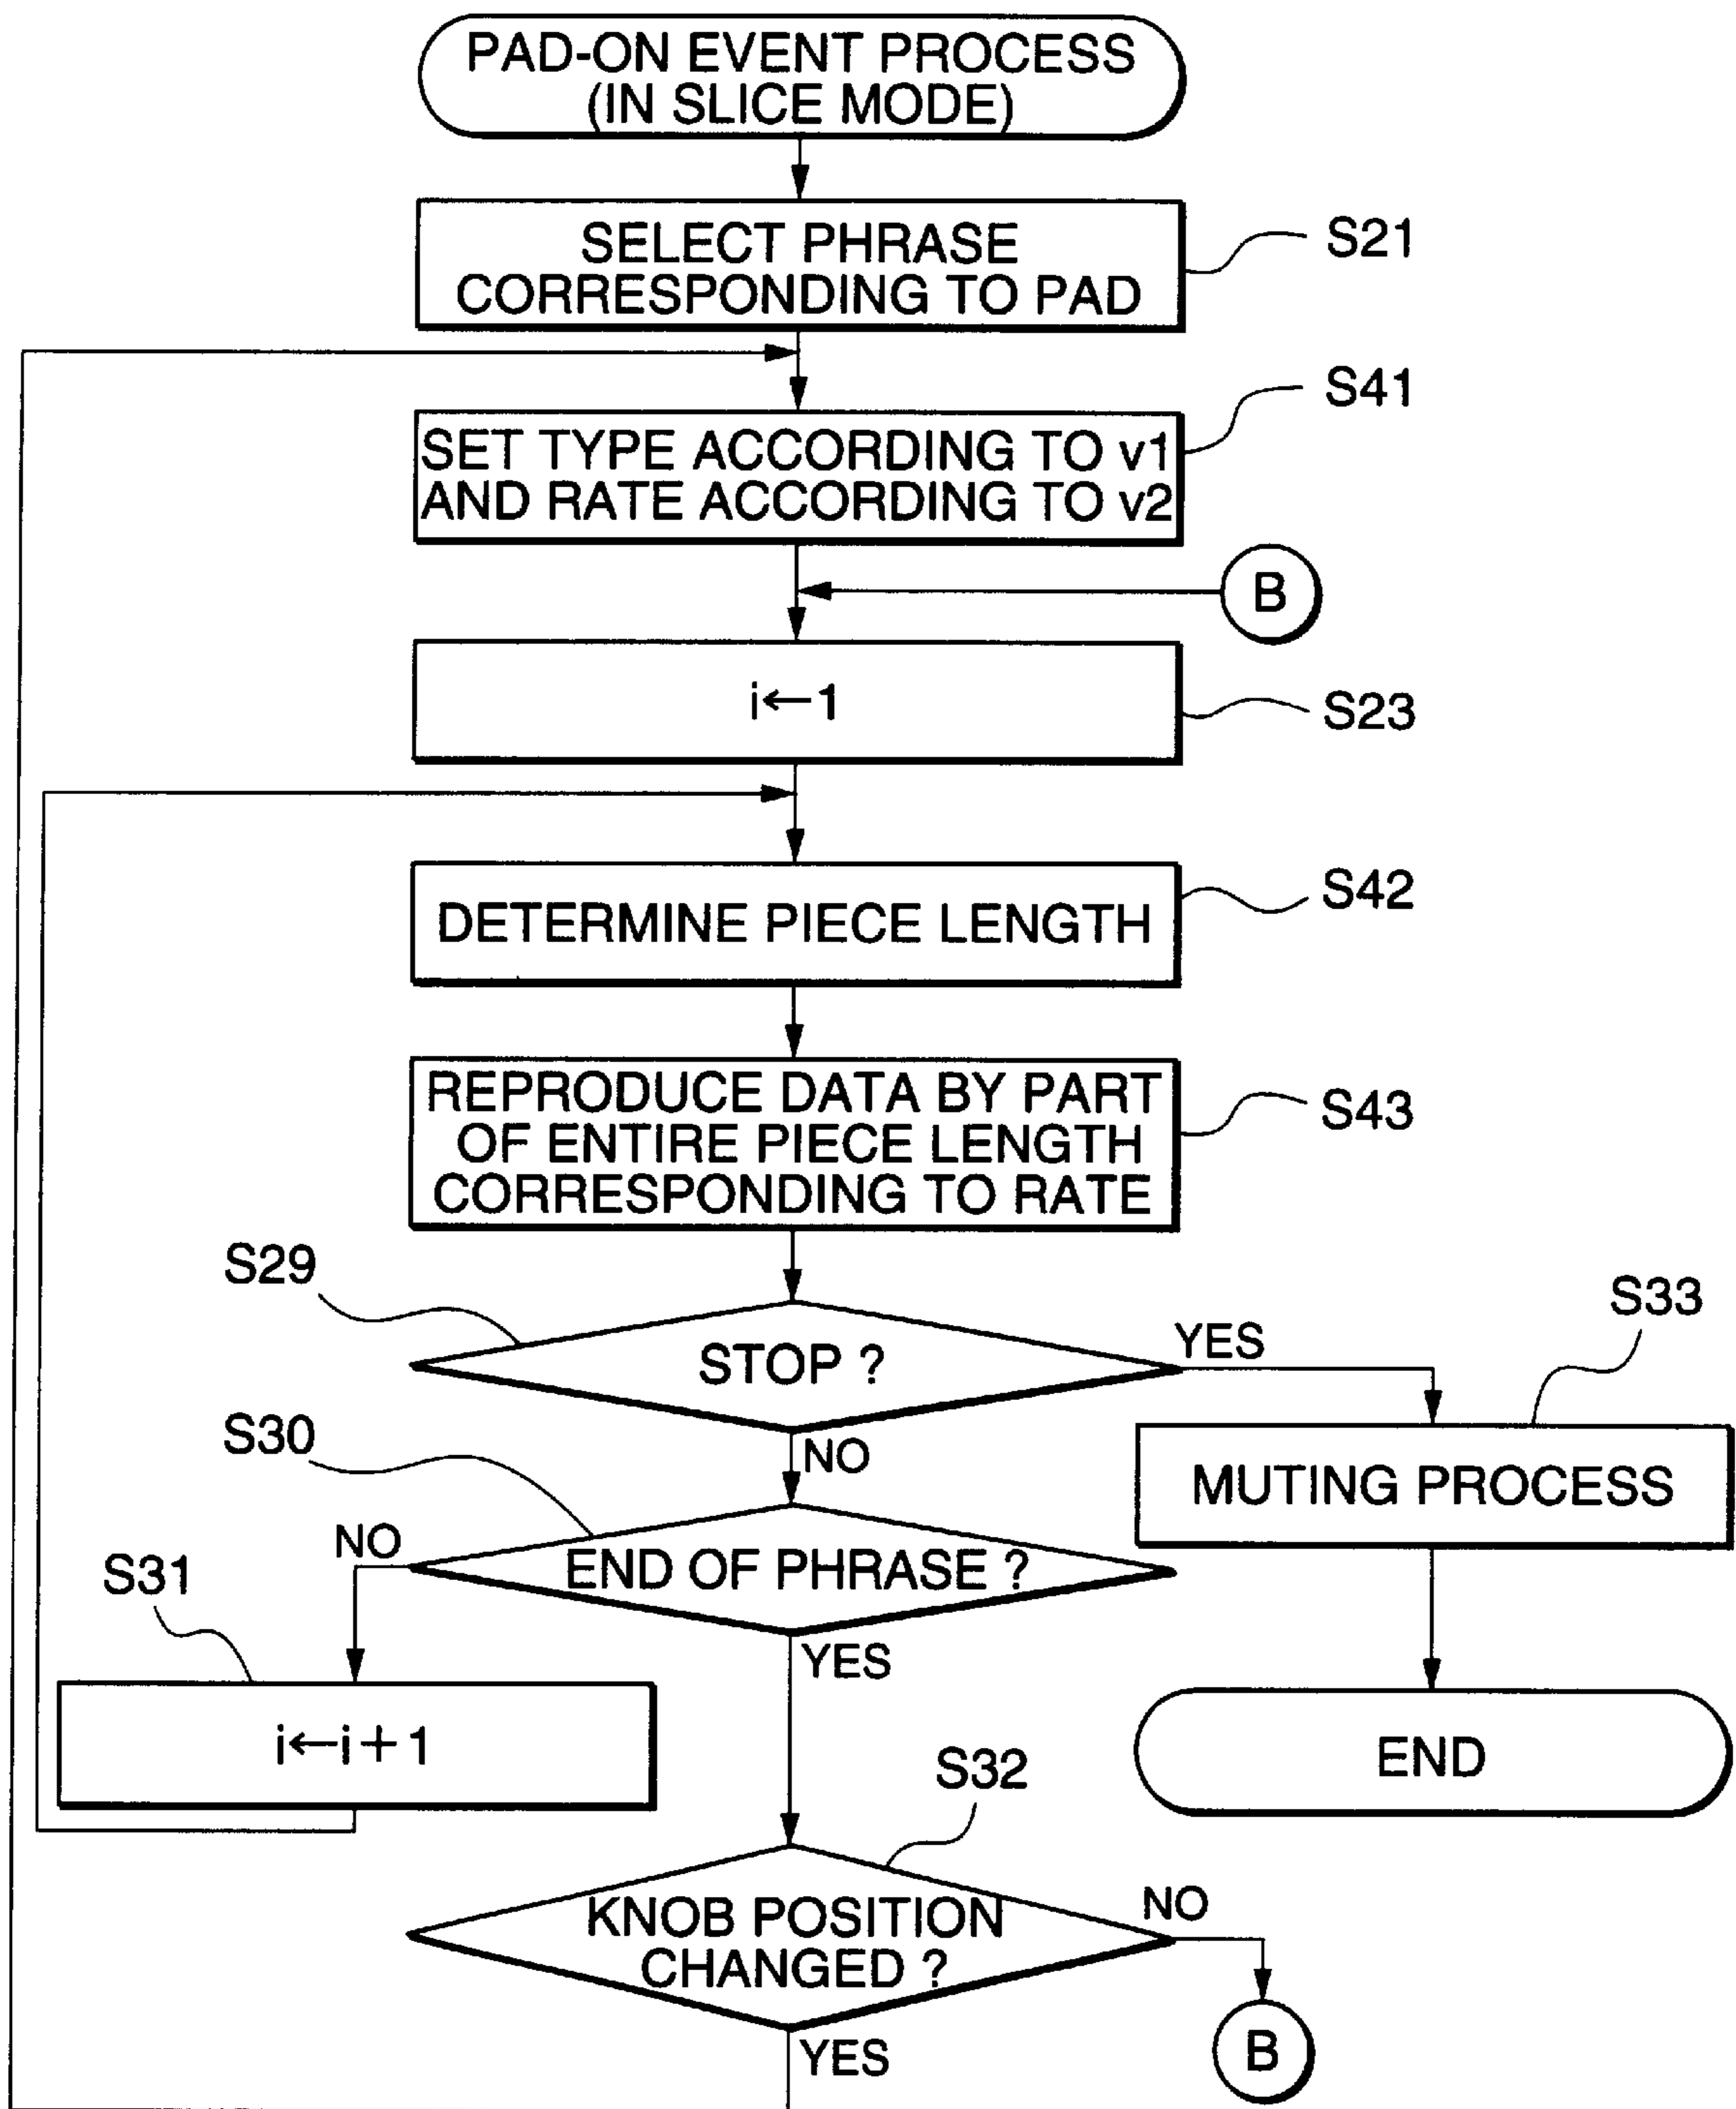 PAD-ON EVENT PROCESS
(IN SLICE MODE)
SELECT PHRASE
CORRESPONDING TO PAD
S21
SET TYPE ACCORDING TO v1
AND RATE ACCORDING TO v2
S41
B
i←1
S23
DETERMINE PIECE LENGTH
S42
REPRODUCE DATA BY PART
OF ENTIRE PIECE LENGTH
CORRESPONDING TO RATE
S43
S29
STOP ?
YES
S33
NO
MUTING PROCESS
S30
NO
END OF PHRASE ?
S31
YES
i←i+1
END
S32
KNOB POSITION
CHANGED ?
NO
YES
B